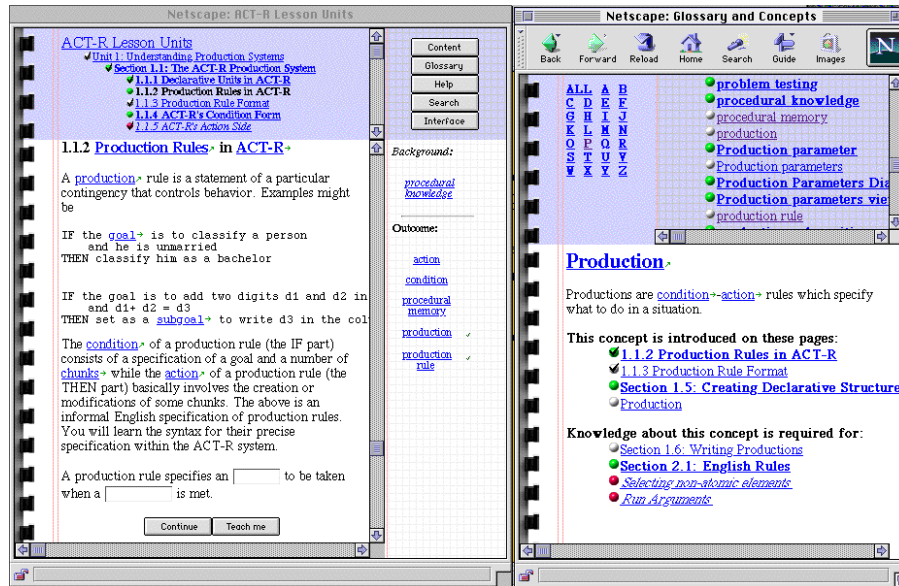 Netscape: ACT-R Lesson Units
ACT-R Lesson Units
Unit 1: Understanding Production Systems
Section 1.1: The ACT-R Production System
1.1.1 Declarative Units in ACT-R
1.1.2 Production Rules in ACT-R
1.1.3 Production Rule Format
1.1.4 ACT-R's Condition Form
1.1.5 ACT-R's Action Side
Content
Glossary
Help
Search
Interface
1.1.2 Production Rules in ACT-R
A production rule is a statement of a particular
contingency that controls behavior. Examples might
be
IF the goal is to classify a person
and he is unmarried
THEN classify him as a bachelor
IF the goal is to add two digits d1 and d2 in
and d1+ d2 = d3
THEN set as a subgoal to write d3 in the col
The condition of a production rule (the IF part)
consists of a specification of a goal and a number of
chunks while the action of a production rule (the
THEN part) basically involves the creation or
modifications of some chunks. The above is an
informal English specification of production rules.
You will learn the syntax for their precise
specification within the ACT-R system.
A production rule specifies an to be taken
when a is met.
Continue
Teach me
Background:
procedural
knowledge
Outcome:
action
condition
procedural
memory
production
production
rule
Netscape: Glossary and Concepts
Back Forward Reload Home Search Guide Images
N
ALL A B
C D E F
G H I J
K L M N
O P Q R
S T U V
W X Y Z
problem testing
procedural knowledge
procedural memory
production
Production parameter
Production parameters
Production Parameters Dia
Production parameters vie
production rule
Production
Productions are condition-action rules which specify
what to do in a situation.
This concept is introduced on these pages:
1.1.2 Production Rules in ACT-R
1.1.3 Production Rule Format
Section 1.5: Creating Declarative Structure
Production
Knowledge about this concept is required for:
Section 1.6: Writing Productions
Section 2.1: English Rules
Selecting non-atomic elements
Run Arguments